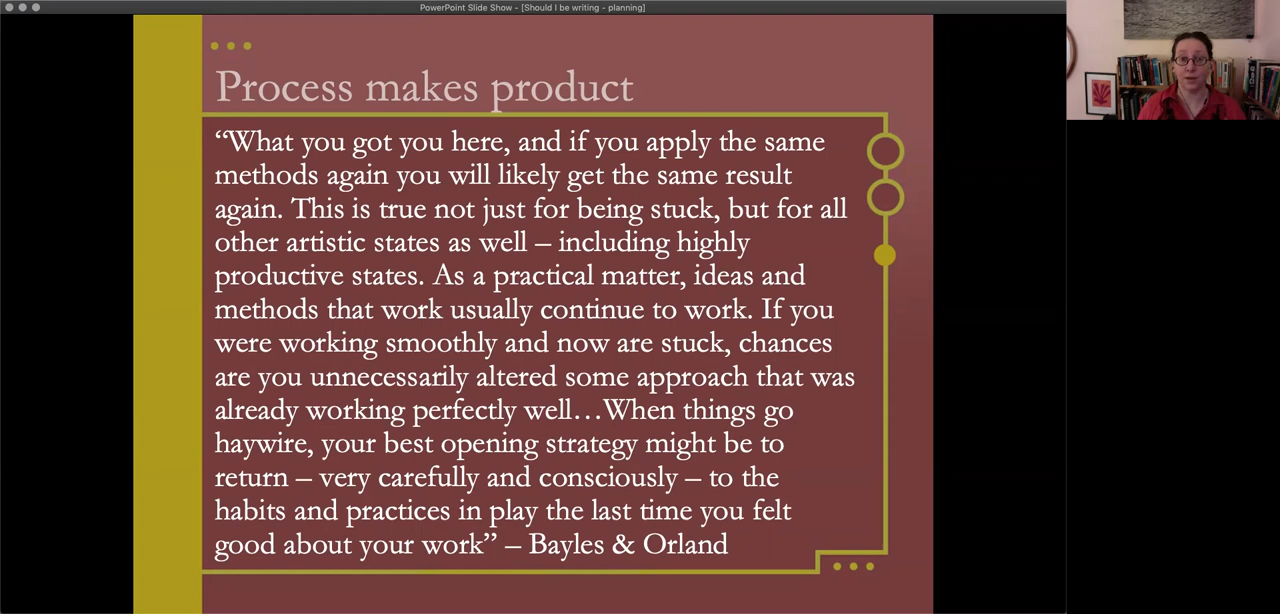 PowerPoint Slide Show - [Should I be writing - planning]
Process makes product
“What you got you here, and if you apply the same
methods again you will likely get the same result
again. This is true not just for being stuck, but for all
other artistic states as well – including highly
productive states. As a practical matter, ideas and
methods that work usually continue to work. If you
were working smoothly and now are stuck, chances
are you unnecessarily altered some approach that was
already working perfectly well…When things go
haywire, your best opening strategy might be to
return – very carefully and consciously – to the
habits and practices in play the last time you felt
good about your work” – Bayles & Orland